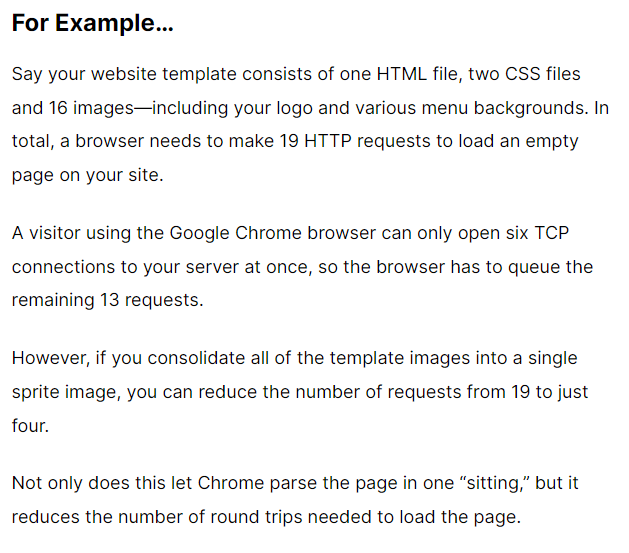 For Example…
Say your website template consists of one HTML file, two CSS files
and 16 images—including your logo and various menu backgrounds. In
total, a browser needs to make 19 HTTP requests to load an empty
page on your site.
A visitor using the Google Chrome browser can only open six TCP
connections to your server at once, so the browser has to queue the
remaining 13 requests.
However, if you consolidate all of the template images into a single
sprite image, you can reduce the number of requests from 19 to just
four.
Not only does this let Chrome parse the page in one “sitting,” but it
reduces the number of round trips needed to load the page.